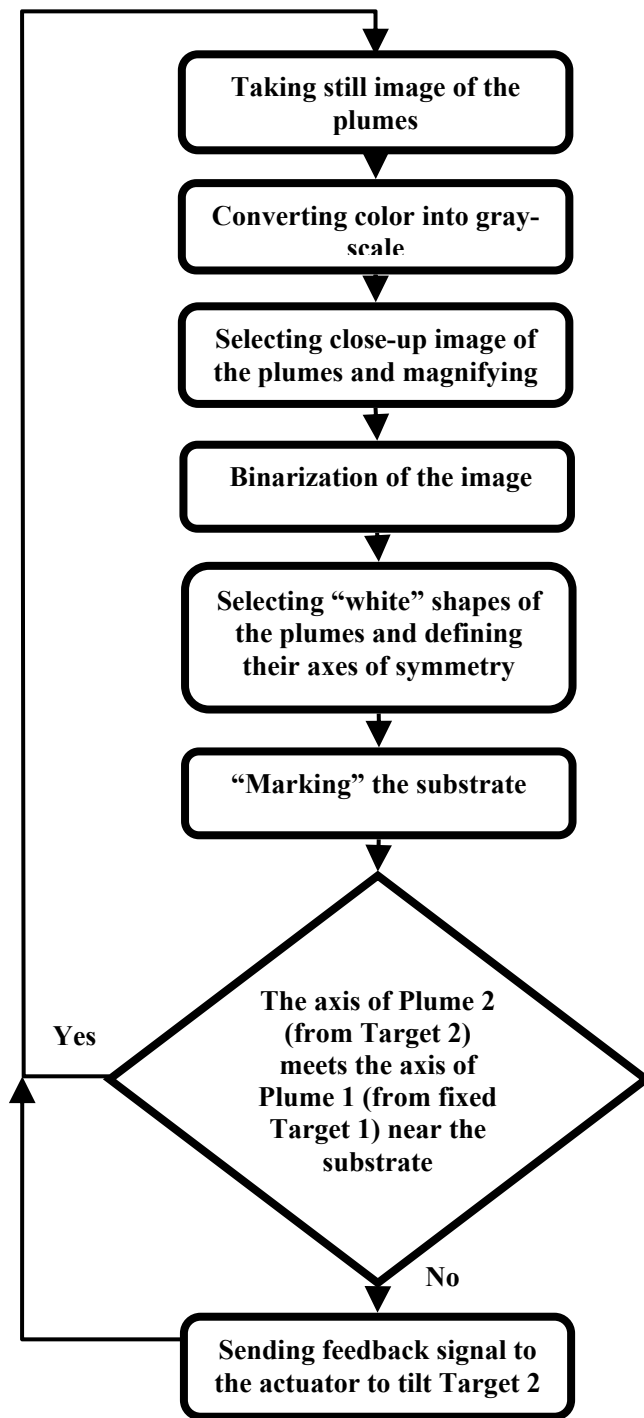 Taking still image of the
plumes
Converting color into gray-
scale
Selecting close-up image of
the plumes and magnifying
Binarization of the image
Selecting “white” shapes of
the plumes and defining
their axes of symmetry
“Marking” the substrate
The axis of Plume 2
(from Target 2)
meets the axis of
Plume 1 (from fixed
Target 1) near the
substrate
Yes
No
Sending feedback signal to
the actuator to tilt Target 2